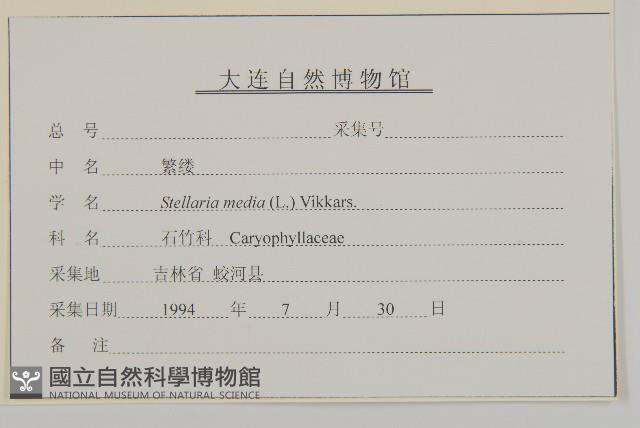 大连自然博物馆
总 号 采集号
中 名 繁缕
学 名 Stellaria media (L.) Vikkars.
科 名 石竹科 Caryophyllaceae
采集地 吉林省 蛟河县
采集日期 1994 年 7 月 30 日
备 注
國立自然科學博物館
NATIONAL MUSEUM OF NATURAL SCIENCE